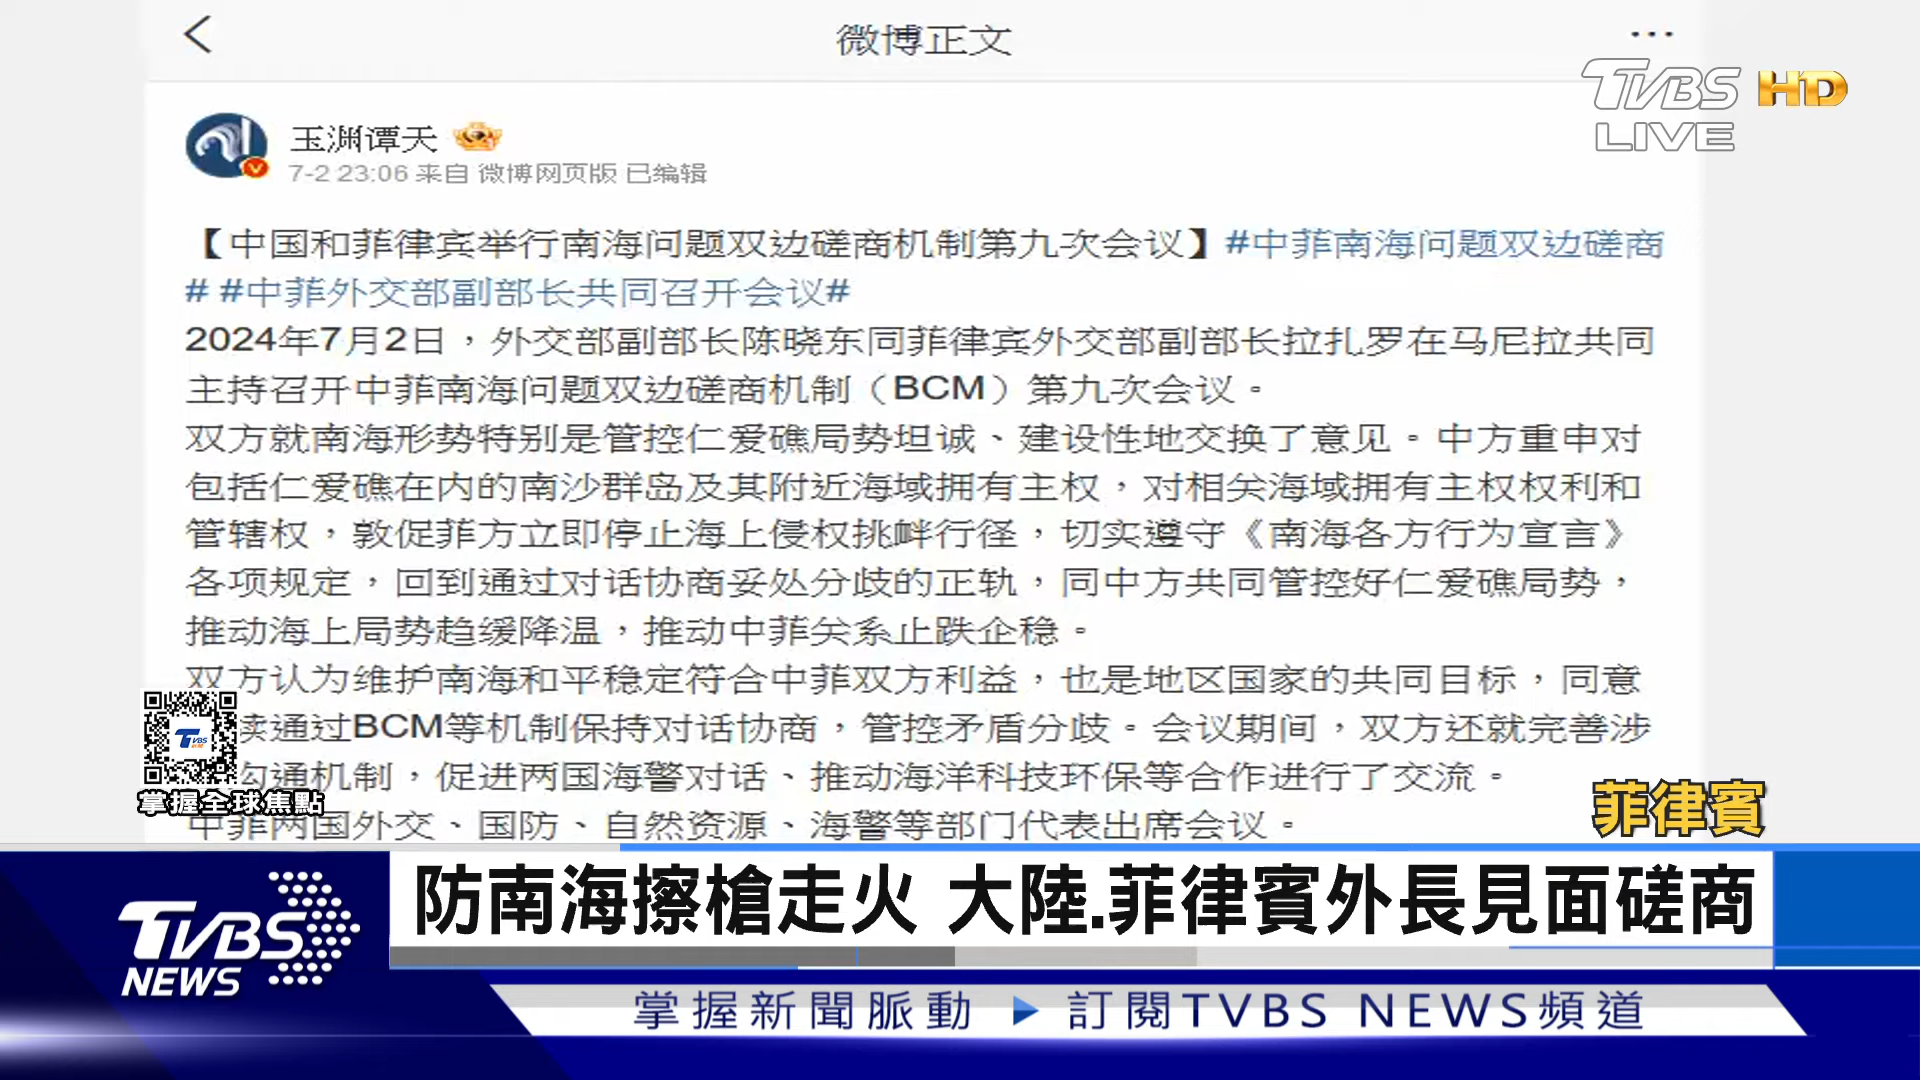 微博正文
TVBS HD
LIVE
玉渊谭天
7-2 23:06 来自 微博网页版 已编辑
【中国和菲律宾举行南海问题双边磋商机制第九次会议】#中菲南海问题双边磋商
# #中菲外交部副部长共同召开会议#
2024年7月2日，外交部副部长陈晓东同菲律宾外交部副部长拉扎罗在马尼拉共同
主持召开中菲南海问题双边磋商机制（BCM）第九次会议。
双方就南海形势特别是管控仁爱礁局势坦诚、建设性地交换了意见。中方重申对
包括仁爱礁在内的南沙群岛及其附近海域拥有主权，对相关海域拥有主权权利和
管辖权，敦促菲方立即停止海上侵权挑衅行径，切实遵守《南海各方行为宣言》
各项规定，回到通过对话协商妥处分歧的正轨，同中方共同管控好仁爱礁局势，
推动海上局势趋缓降温，推动中菲关系止跌企稳。
双方认为维护南海和平稳定符合中菲双方利益，也是地区国家的共同目标，同意
续通过BCM等机制保持对话协商，管控矛盾分歧。会议期间，双方还就完善涉
沟通机制，促进两国海警对话、推动海洋科技环保等合作进行了交流。
中菲两国外交、国防、自然资源、海警等部门代表出席会议。
TVBS
掌握全球焦點
菲律賓
防南海擦槍走火 大陸.菲律賓外長見面磋商
TVBS
NEWS
掌握新聞脈動 ▶ 訂閱TVBS NEWS頻道